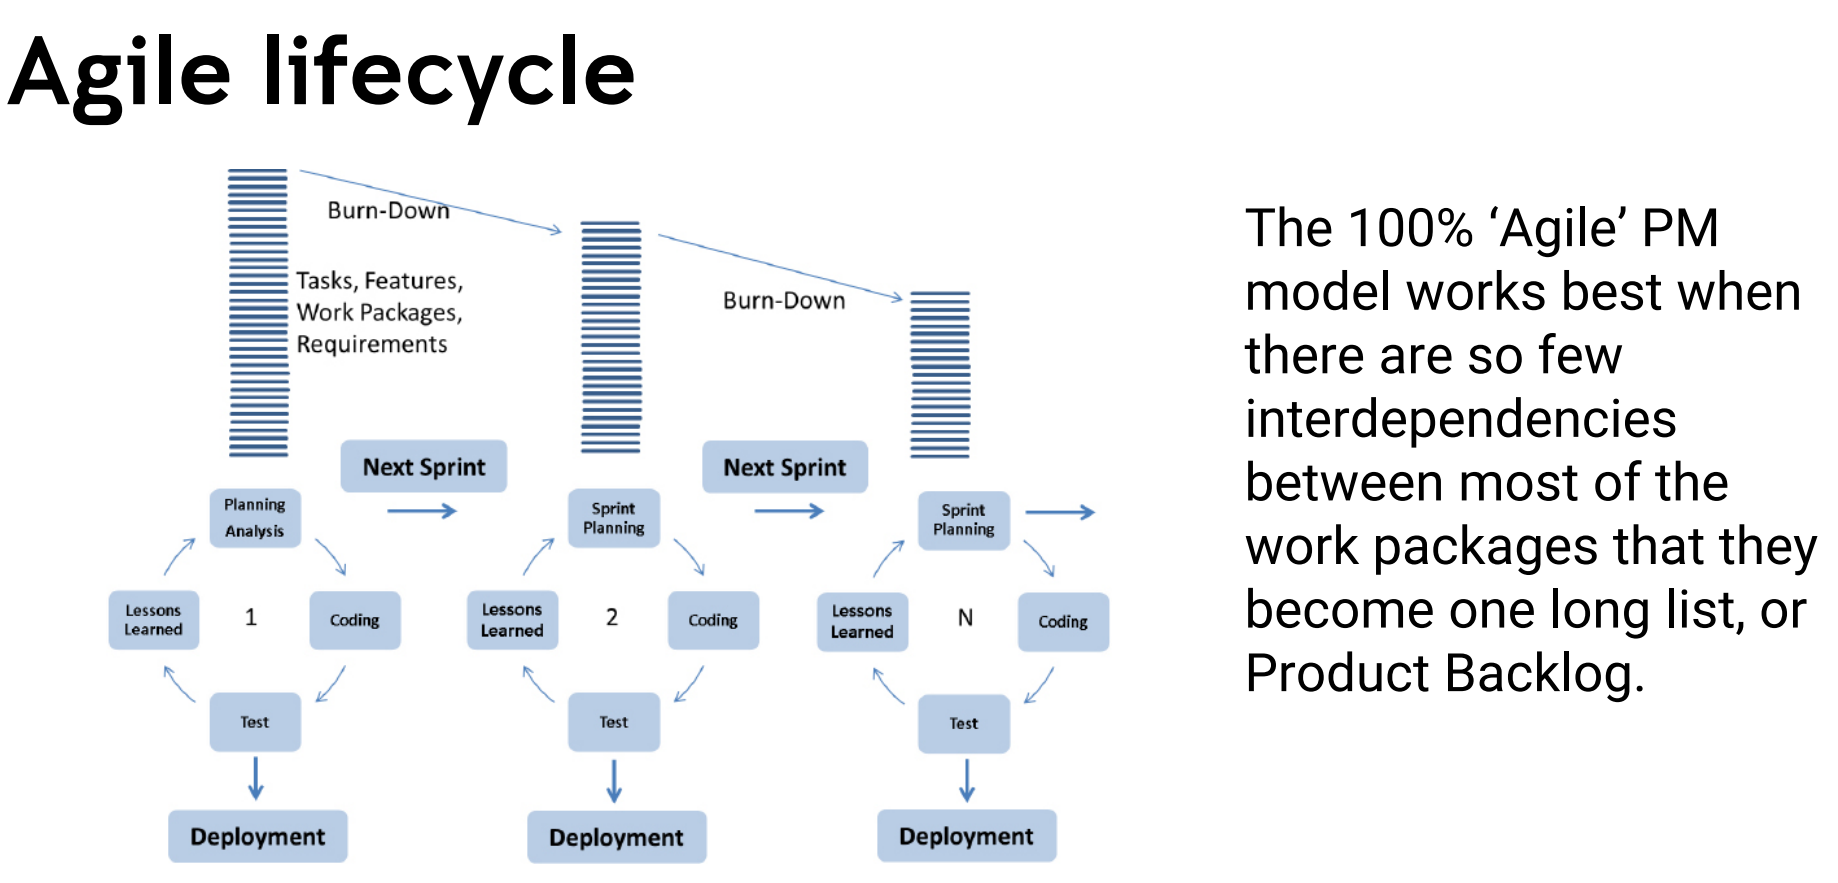 Agile lifecycle
Burn-Down
Tasks, Features,
Work Packages,
Requirements
Burn-Down
Next Sprint
Next Sprint
Planning
Analysis
Lessons
Learned
1
Coding
Test
Deployment
Sprint
Planning
Lessons
Learned
2
Coding
Test
Deployment
Sprint
Planning
Lessons
Learned
N
Coding
Test
Deployment
The 100% ‘Agile’ PM
model works best when
there are so few
interdependencies
between most of the
work packages that they
become one long list, or
Product Backlog.